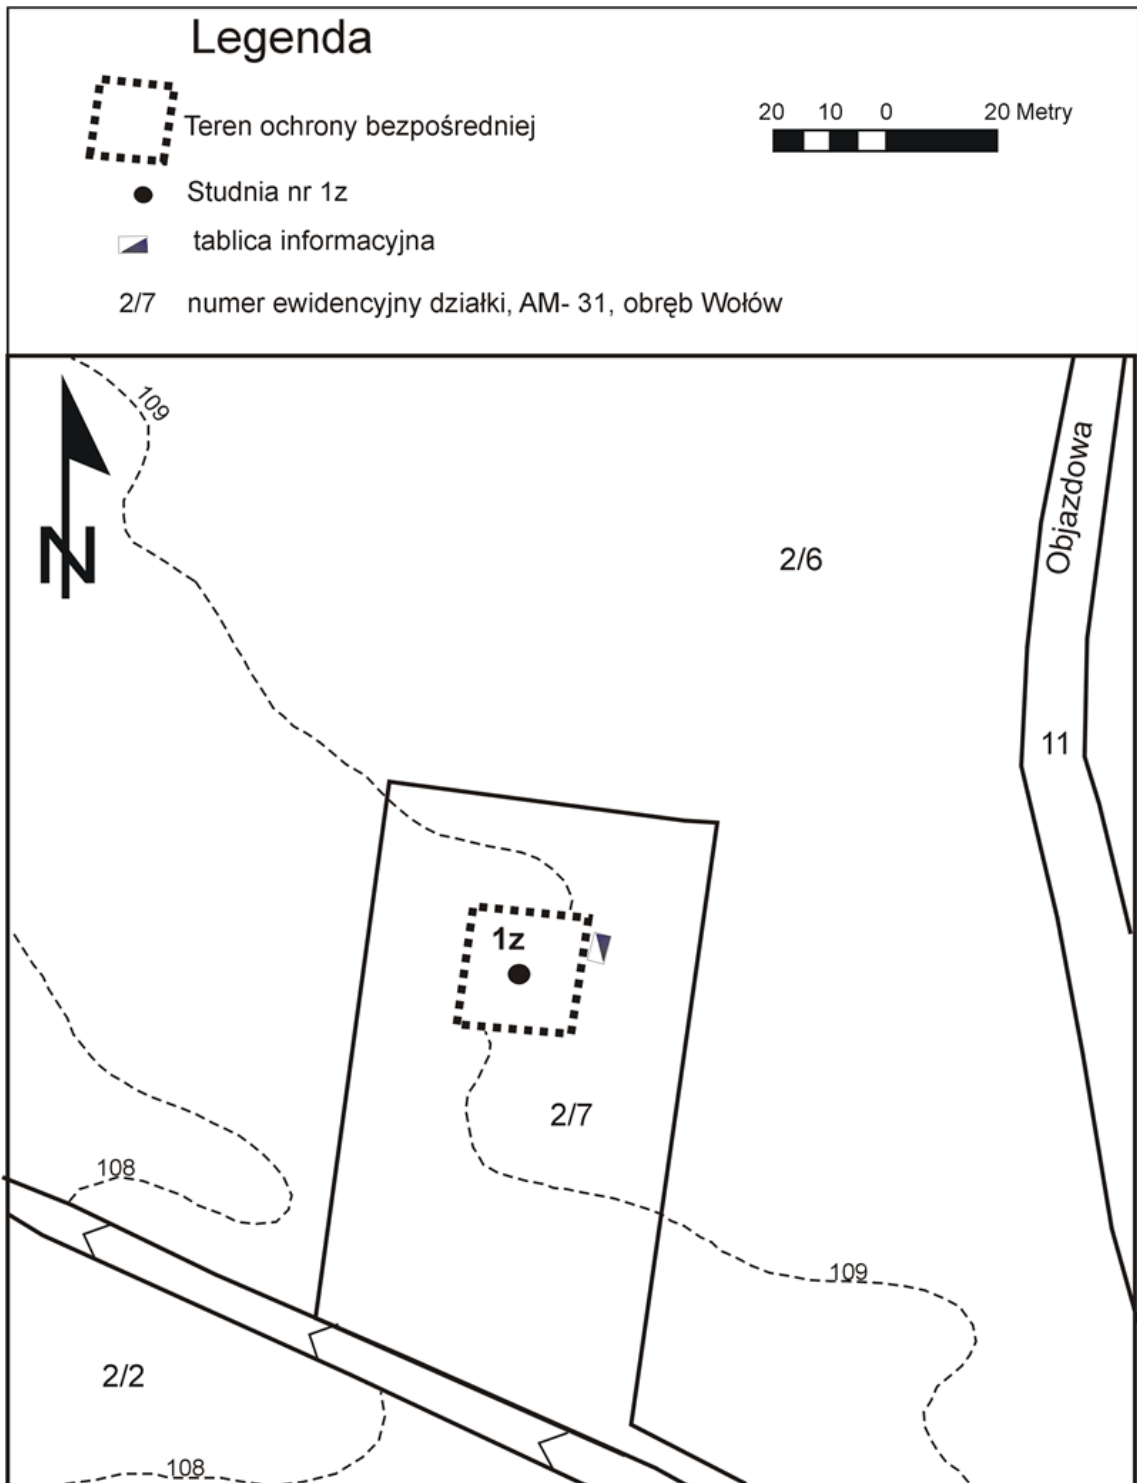 Legenda
Teren ochrony bezpośredniej
20 10 0 20 Metry
Studnia nr 1z
tablica informacyjna
2/7 numer ewidencyjny działki, AM- 31, obręb Wołów
109
N
Objazdowa
2/6
11
1z
2/7
108
109
2/2
108